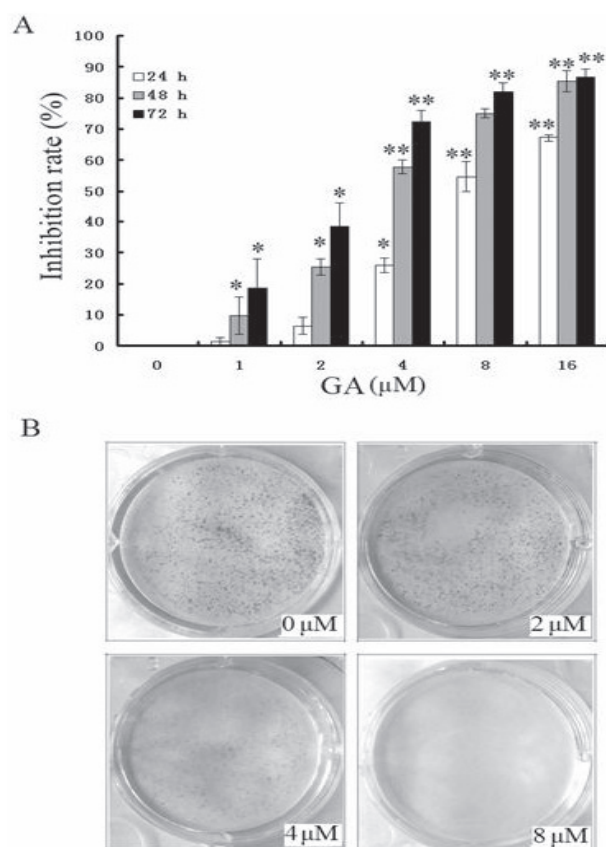 A
Inhibition rate (%)
100
90
80
70
60
50
40
30
20
10
0
24 h
48 h
72 h
* *
* *
** ** **
* ** **
** **
** **
0 1 2 4 8 16
GA (μM)
B
0 μM
2 μM
4 μM
8 μM